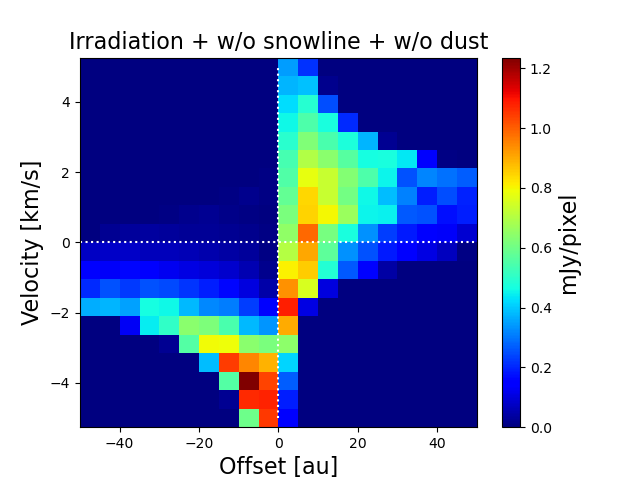 Irradiation + w/o snowline + w/o dust
Velocity [km/s]
4
2
0
−2
−4
−40 −20 0 20 40
Offset [au]
1.2
1.0
0.8
0.6
0.4
0.2
0.0
mJy/pixel